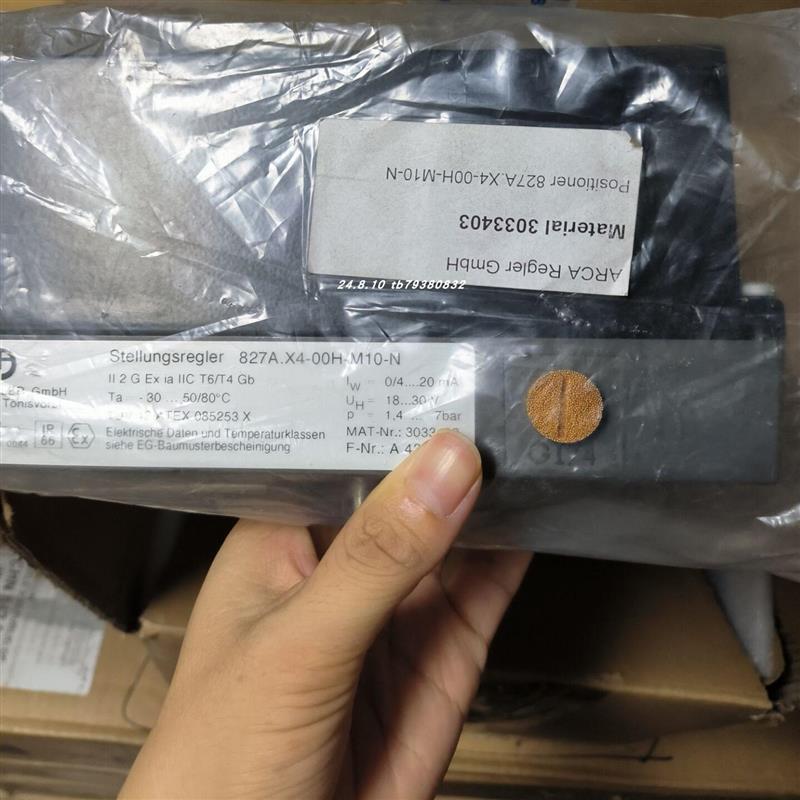 ARCA Regler GmbH
Material 3033403
Positioner 827A.X4-00H-M10-N
24.8.10 tb79380832
Stellungsregler 827A.X4-00H-M10-N
II 2 G Ex ia IIC T6/T4 Gb
Ta -30 ... 50/80°C
ATEX 085253 X
Elektrische Daten und Temperaturklassen
siehe EG-Baumusterbescheinigung
IW = 0/4....20 mA
UH = 18...30 V
p = 1,4 ... 7bar
MAT-Nr.: 3033
F-Nr.: A
GmbH
0044
IP
66